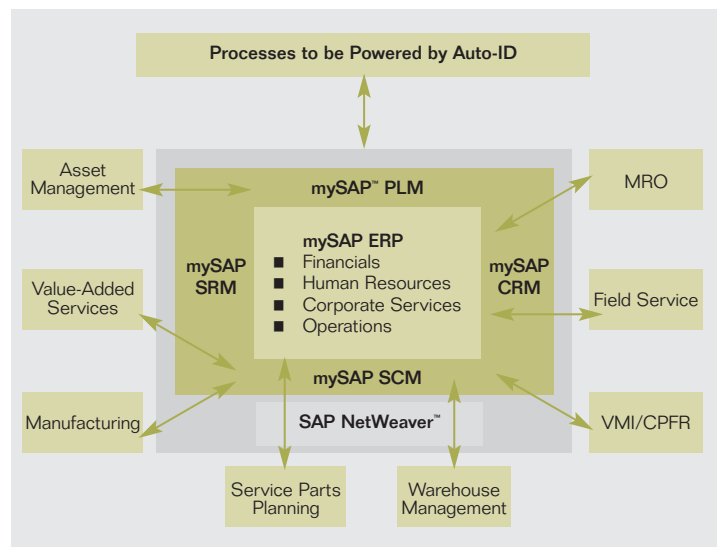 Processes to be Powered by Auto-ID
Asset
Management
mySAP™ PLM
MRO
mySAP ERP
■ Financials
■ Human Resources
■ Corporate Services
■ Operations
mySAP
SRM
mySAP
CRM
Value-Added
Services
Field Service
mySAP SCM
Manufacturing
SAP NetWeaver™
VMI/CPFR
Service Parts
Planning
Warehouse
Management